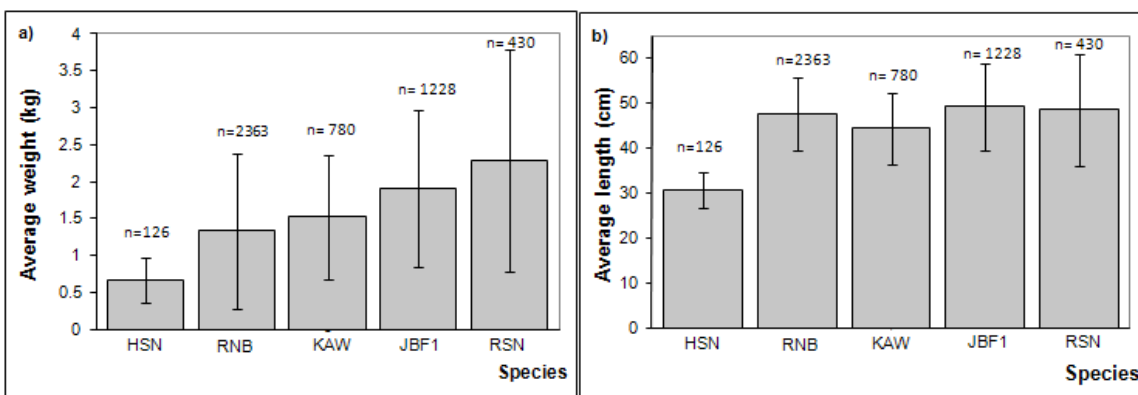 a)
Average weight (kg)
4
3.5
3
2.5
2
1.5
1
0.5
0
n=126
n=2363
n= 780
n= 1228
n= 430
HSN
RNB
KAW
JBF1
RSN
Species
b)
Average length (cm)
60
50
40
30
20
10
0
n=126
n=2363
n= 780
n= 1228
n= 430
HSN
RNB
KAW
JBF1
RSN
Species